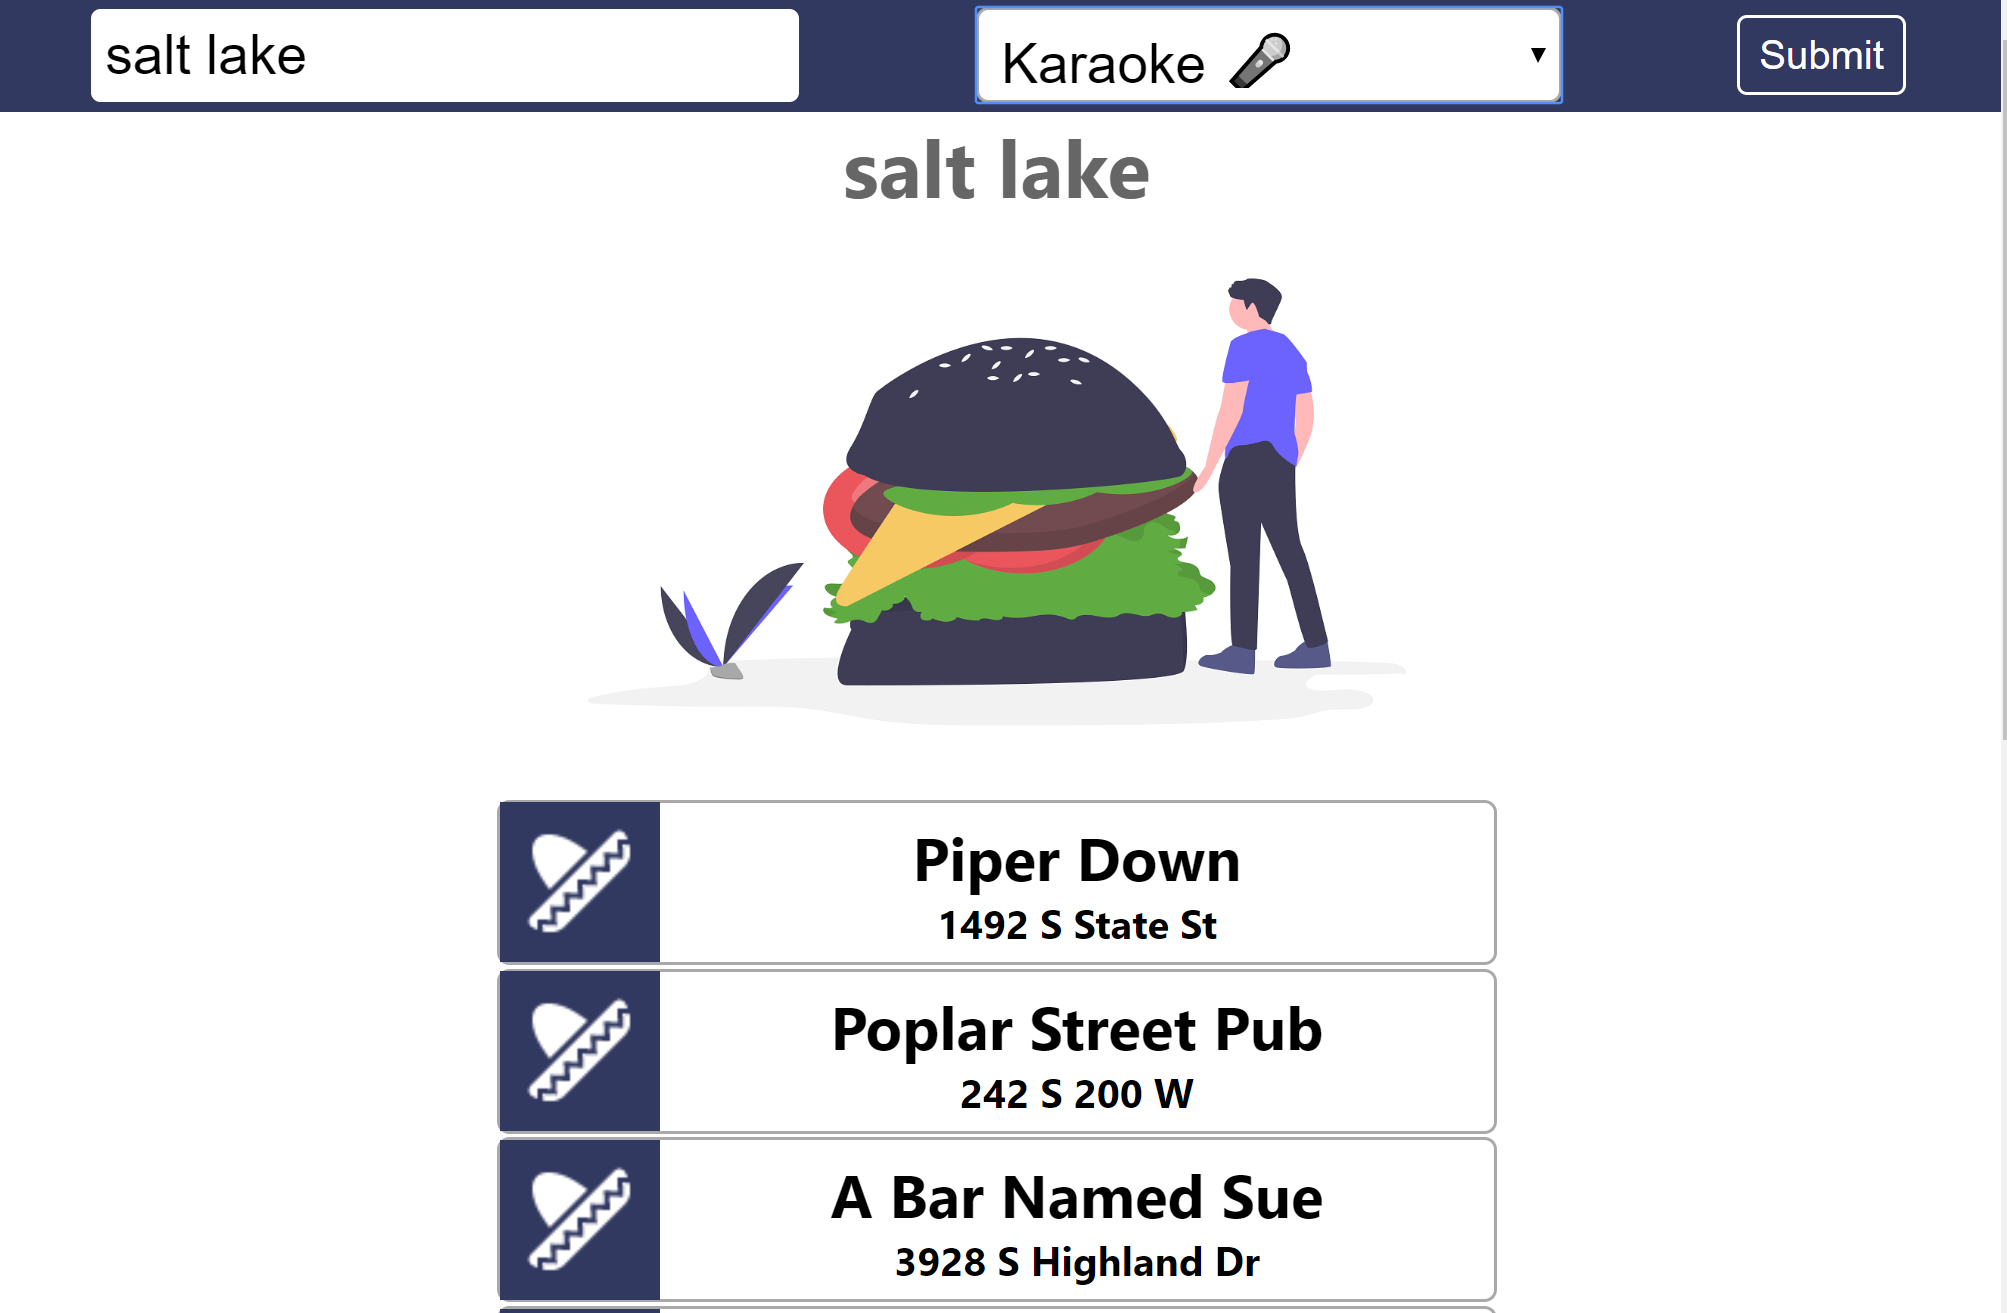 salt lake
Karaoke 🎤
Submit
salt lake
Piper Down
1492 S State St
Poplar Street Pub
242 S 200 W
A Bar Named Sue
3928 S Highland Dr